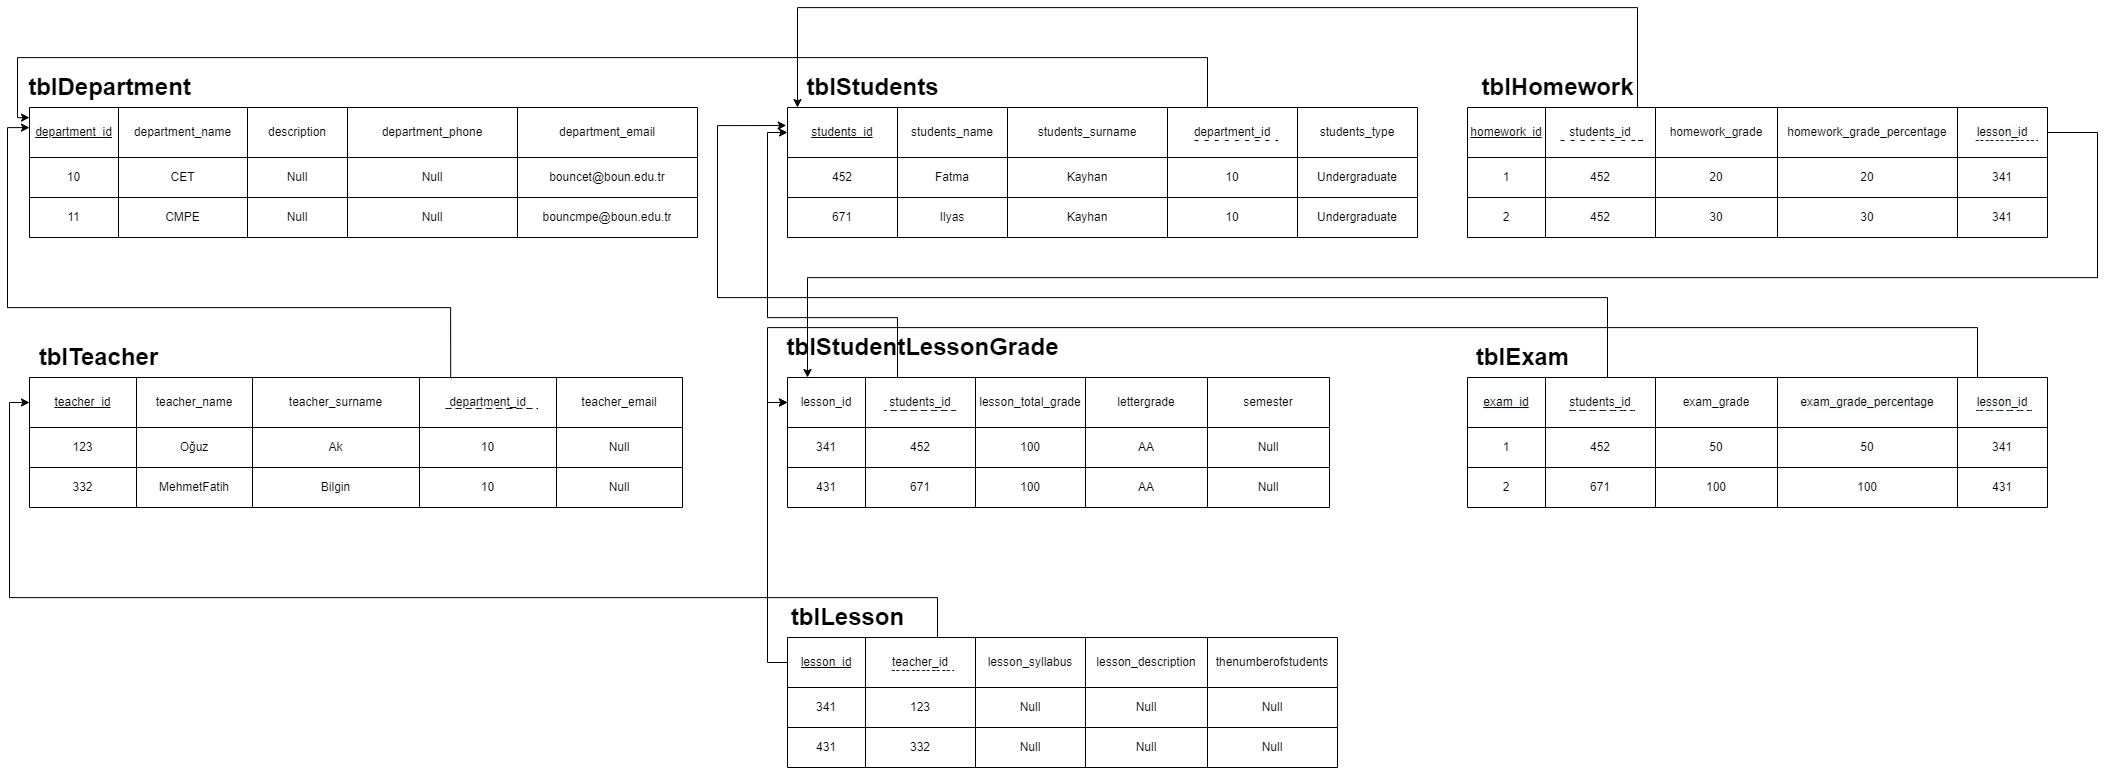 tblDepartment
department_id department_name description department_phone department_email
10 CET Null Null bouncet@boun.edu.tr
11 CMPE Null Null bouncmpe@boun.edu.tr
tblStudents
students_id students_name students_surname department_id students_type
452 Fatma Kayhan 10 Undergraduate
671 Ilyas Kayhan 10 Undergraduate
tblHomework
homework_id students_id homework_grade homework_grade_percentage lesson_id
1 452 20 20 341
2 452 30 30 341
tblTeacher
teacher_id teacher_name teacher_surname department_id teacher_email
123 Oğuz Ak 10 Null
332 MehmetFatih Bilgin 10 Null
tblStudentLessonGrade
lesson_id students_id lesson_total_grade lettergrade semester
341 452 100 AA Null
431 671 100 AA Null
tblExam
exam_id students_id exam_grade exam_grade_percentage lesson_id
1 452 50 50 341
2 671 100 100 431
tblLesson
lesson_id teacher_id lesson_syllabus lesson_description thenumberofstudents
341 123 Null Null Null
431 332 Null Null Null